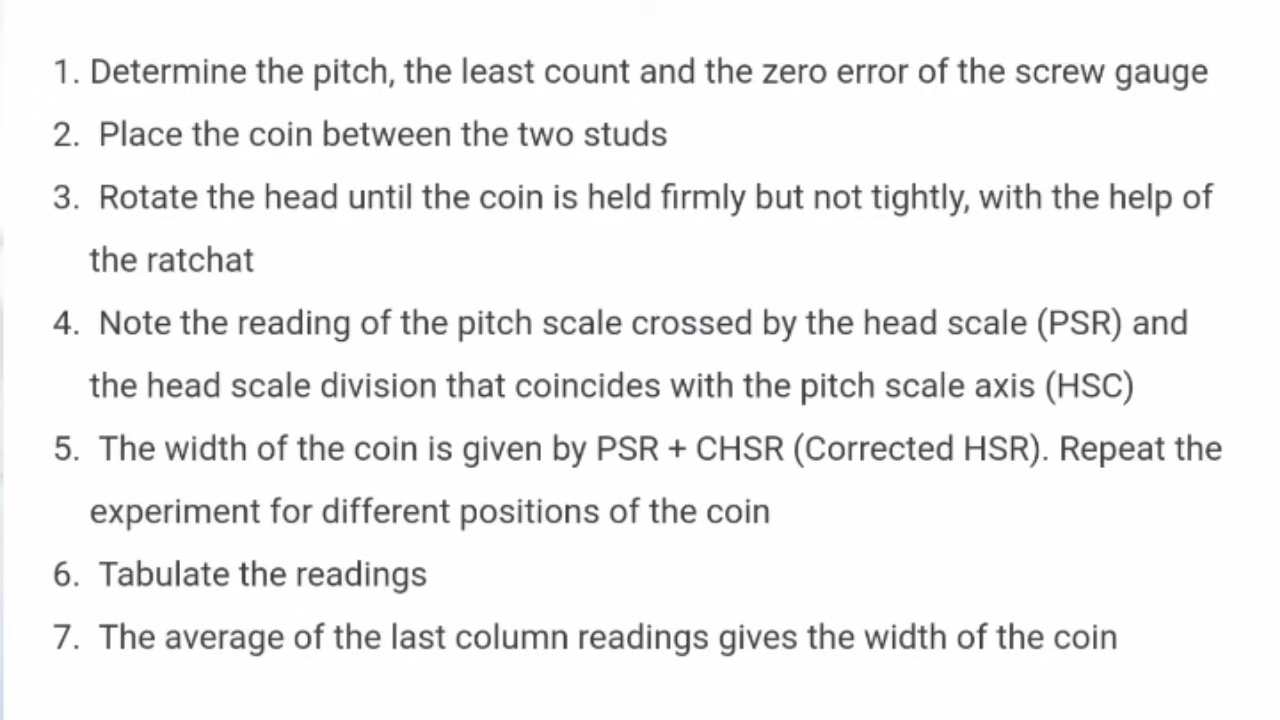 1. Determine the pitch, the least count and the zero error of the screw gauge
2. Place the coin between the two studs
3. Rotate the head until the coin is held firmly but not tightly, with the help of
the ratchat
4. Note the reading of the pitch scale crossed by the head scale (PSR) and
the head scale division that coincides with the pitch scale axis (HSC)
5. The width of the coin is given by PSR + CHSR (Corrected HSR). Repeat the
experiment for different positions of the coin
6. Tabulate the readings
7. The average of the last column readings gives the width of the coin